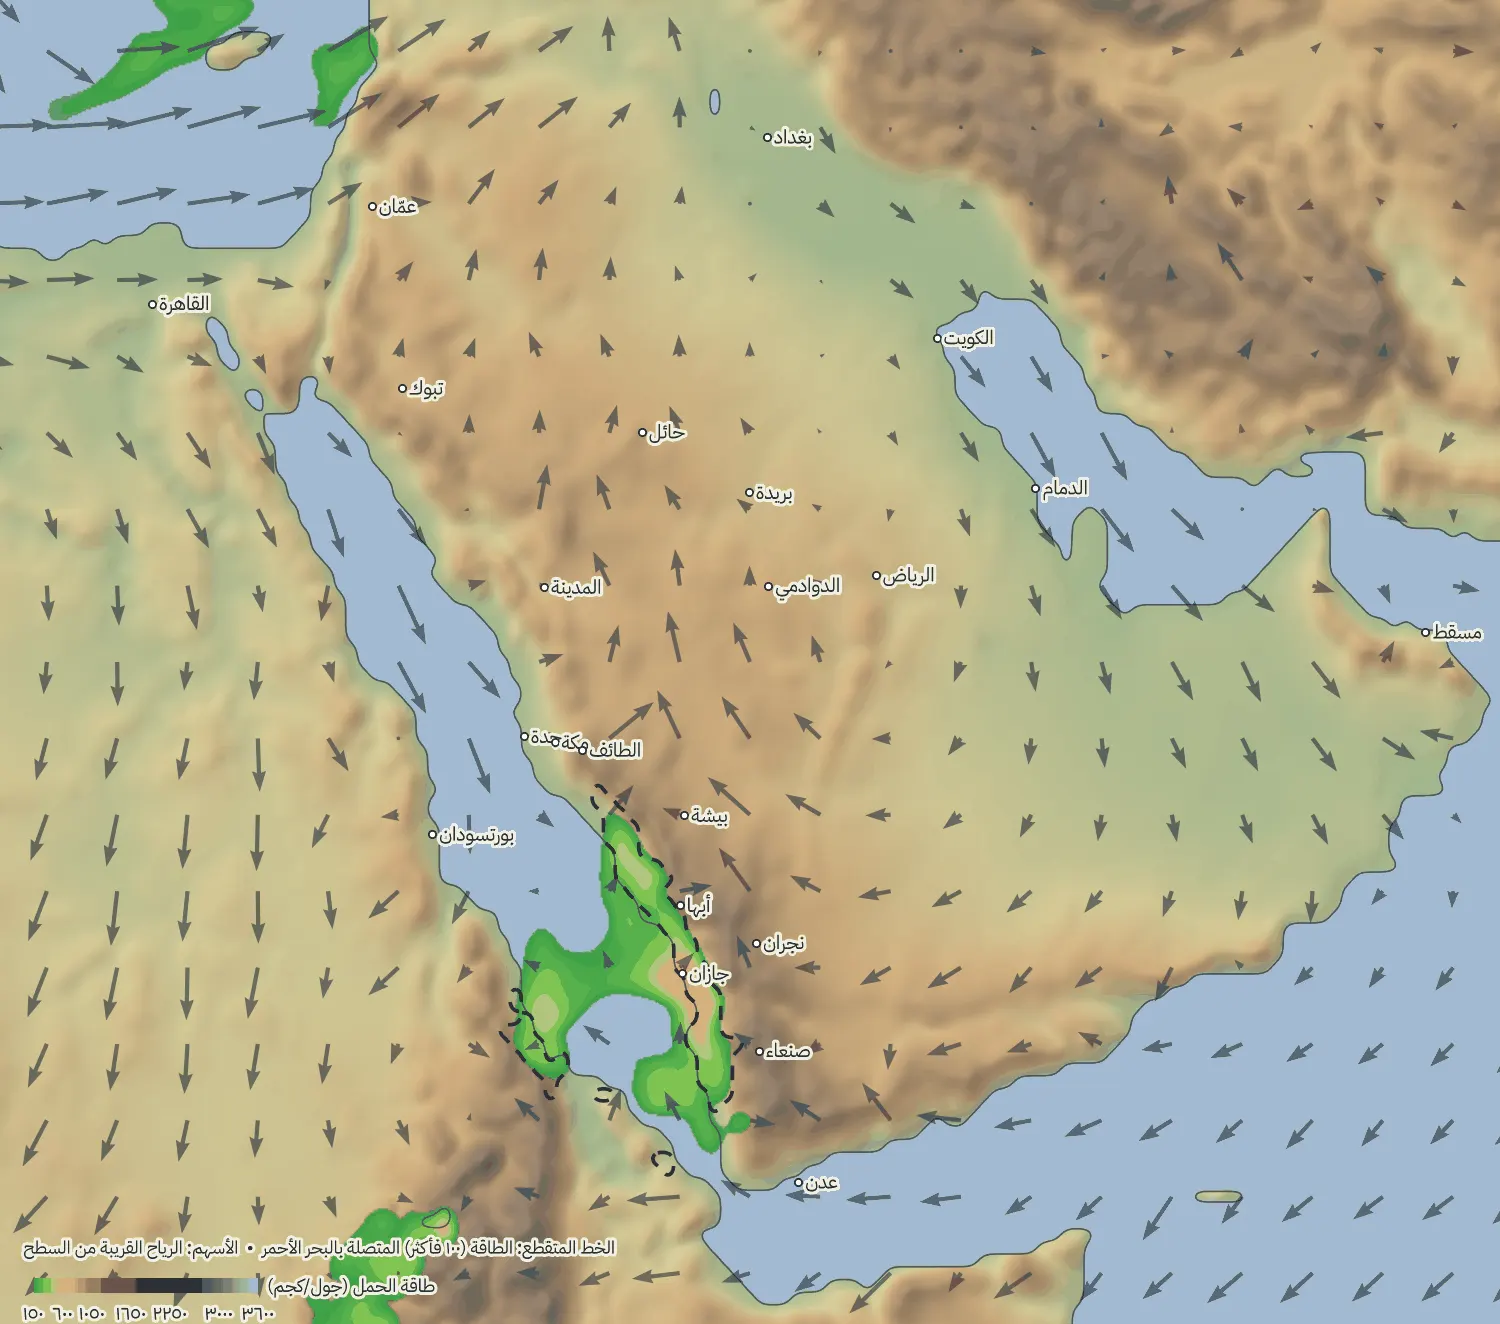 بغداد
عمّان
القاهرة
الكويت
تبوك
حائل
الدمام
بريدة
الرياض
المدينة
الدوادمي
مسقط
جدة
مكة
الطائف
بيشة
بورتسودان
أبها
نجران
جازان
صنعاء
عدن
الخط المتقطع: الطاقة (١٠٠ فأكثر) المتصلة بالبحر الأحمر • الأسهم: الرياح القريبة من السطح
طاقة الحمل (جول/كجم)
١٥٠ ٦٠٠ ١٠٥٠ ١٦٥٠ ٢٢٥٠ ٣٠٠٠ ٣٦٠٠